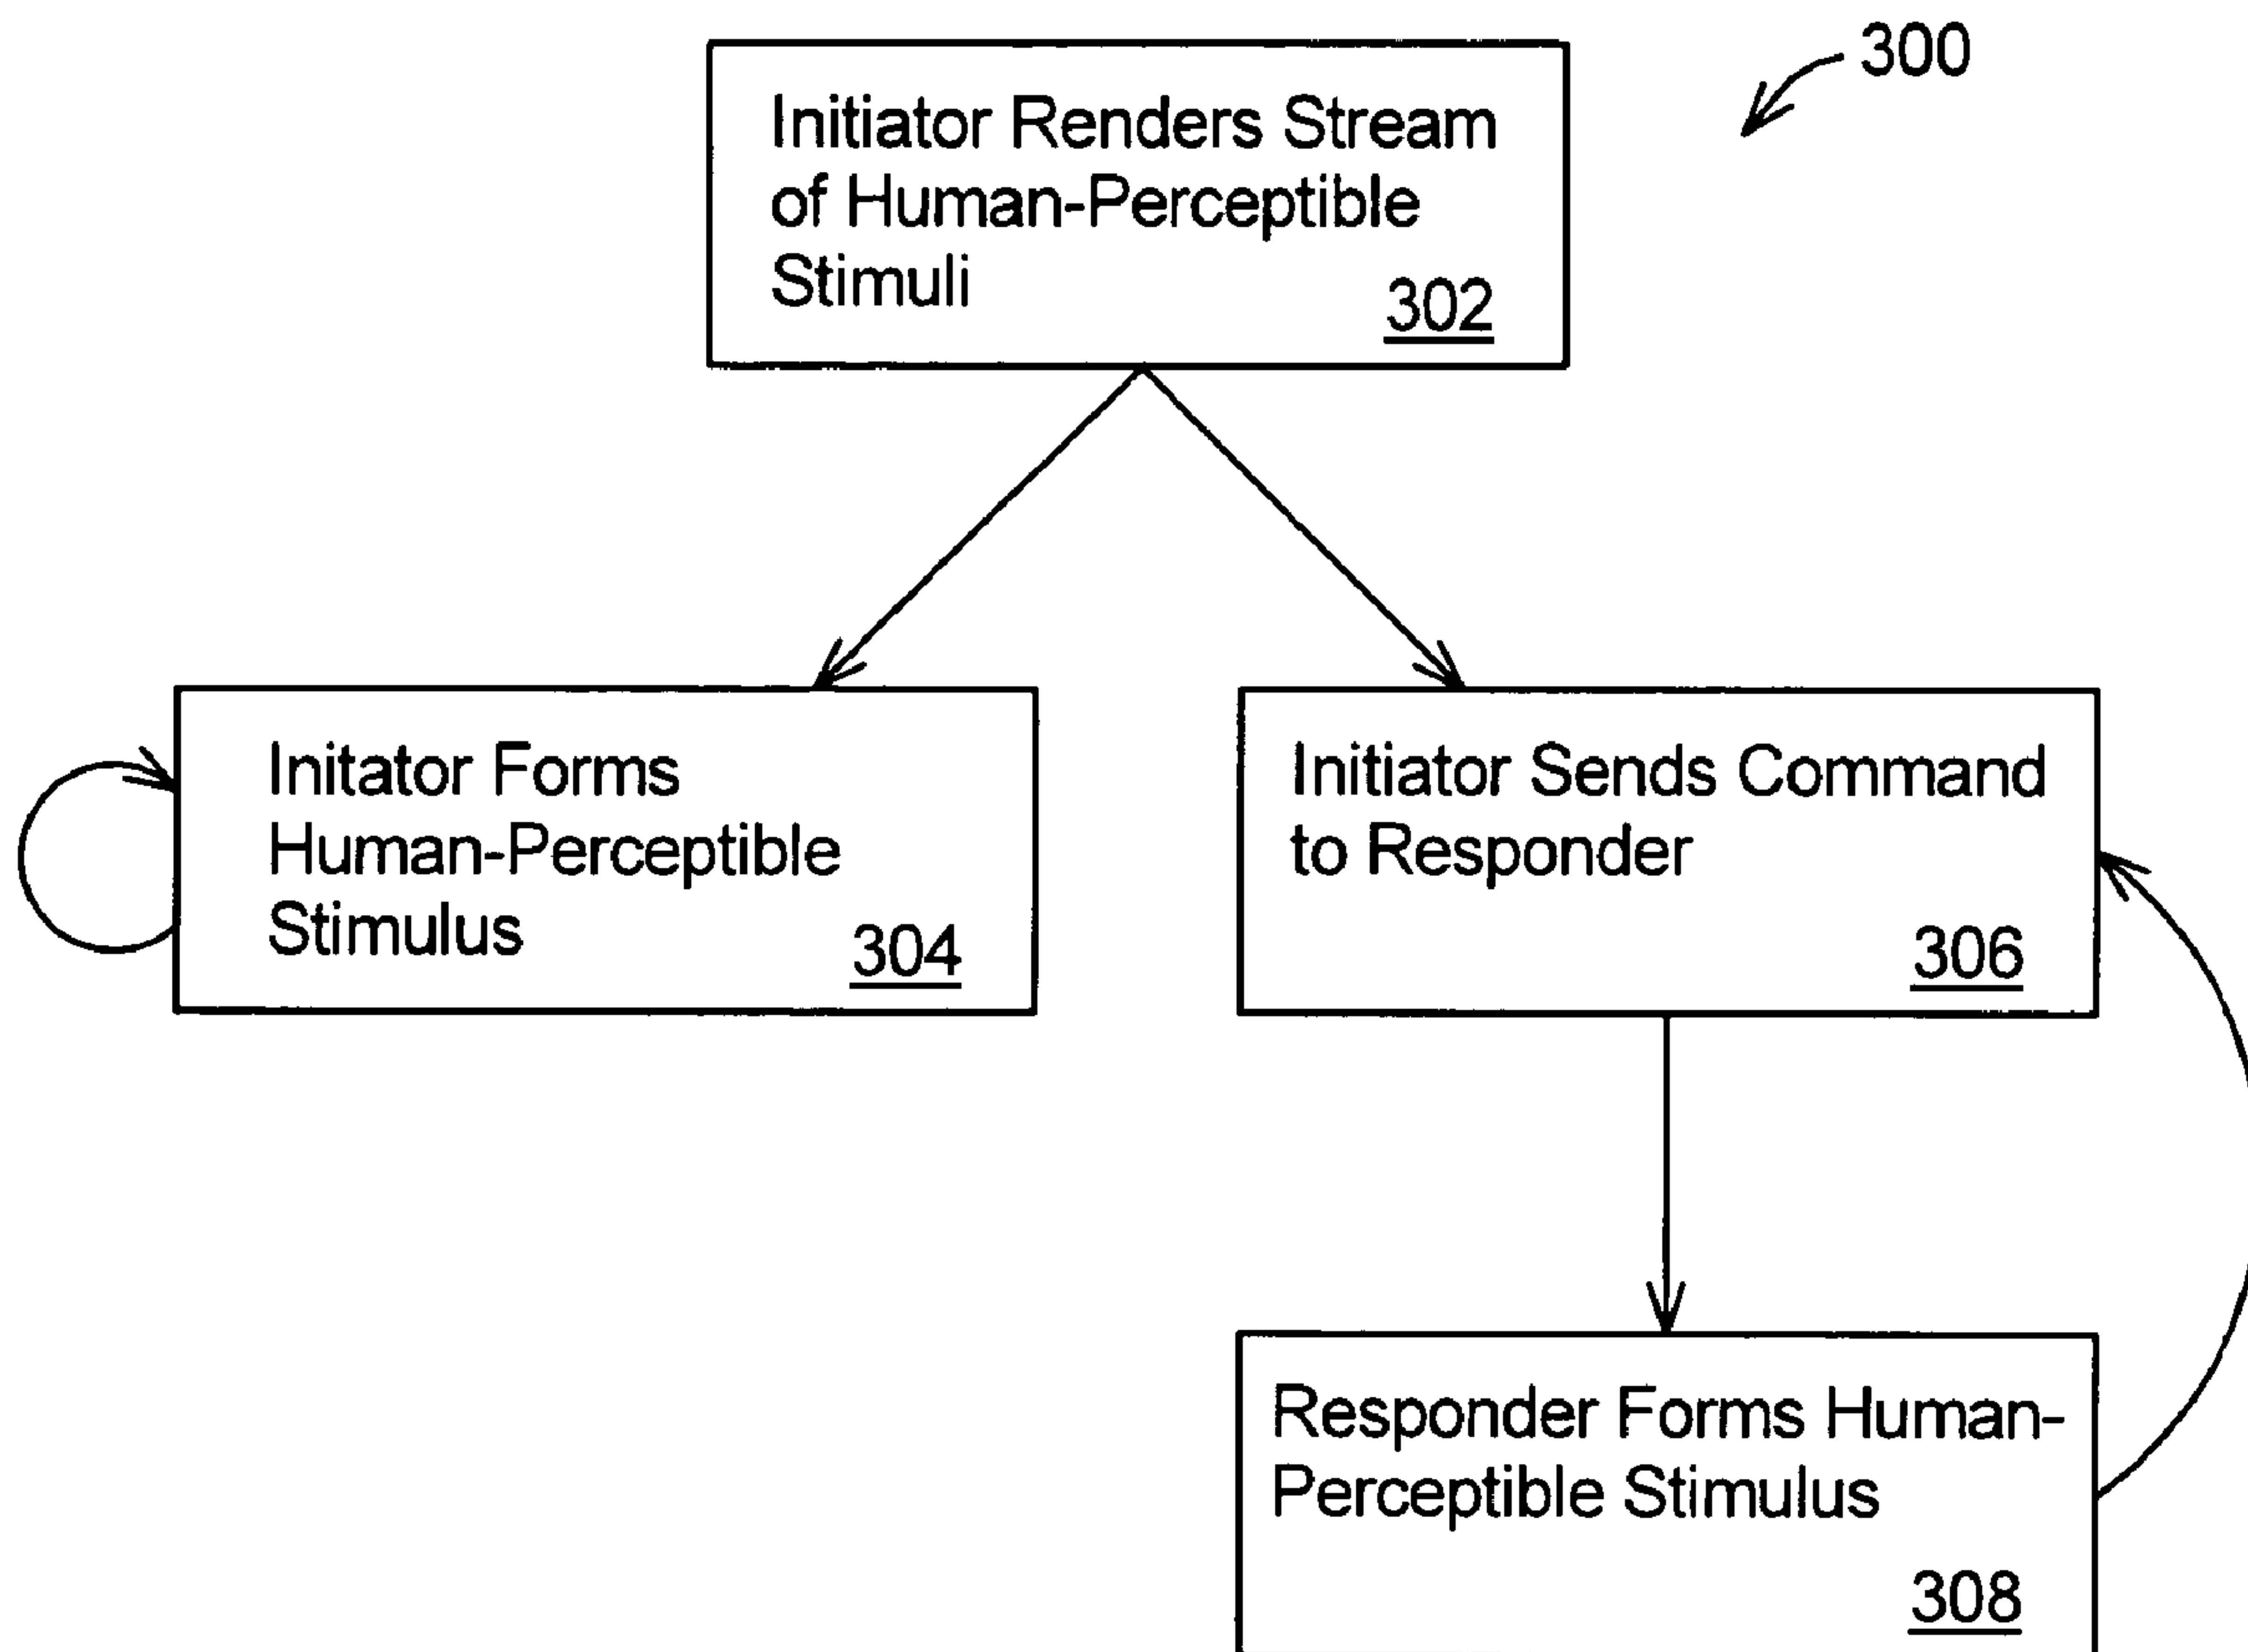 300
Initiator Renders Stream
of Human-Perceptible
Stimuli
302
Initator Forms
Human-Perceptible
Stimulus
304
Initiator Sends Command
to Responder
306
Responder Forms Human-
Perceptible Stimulus
308